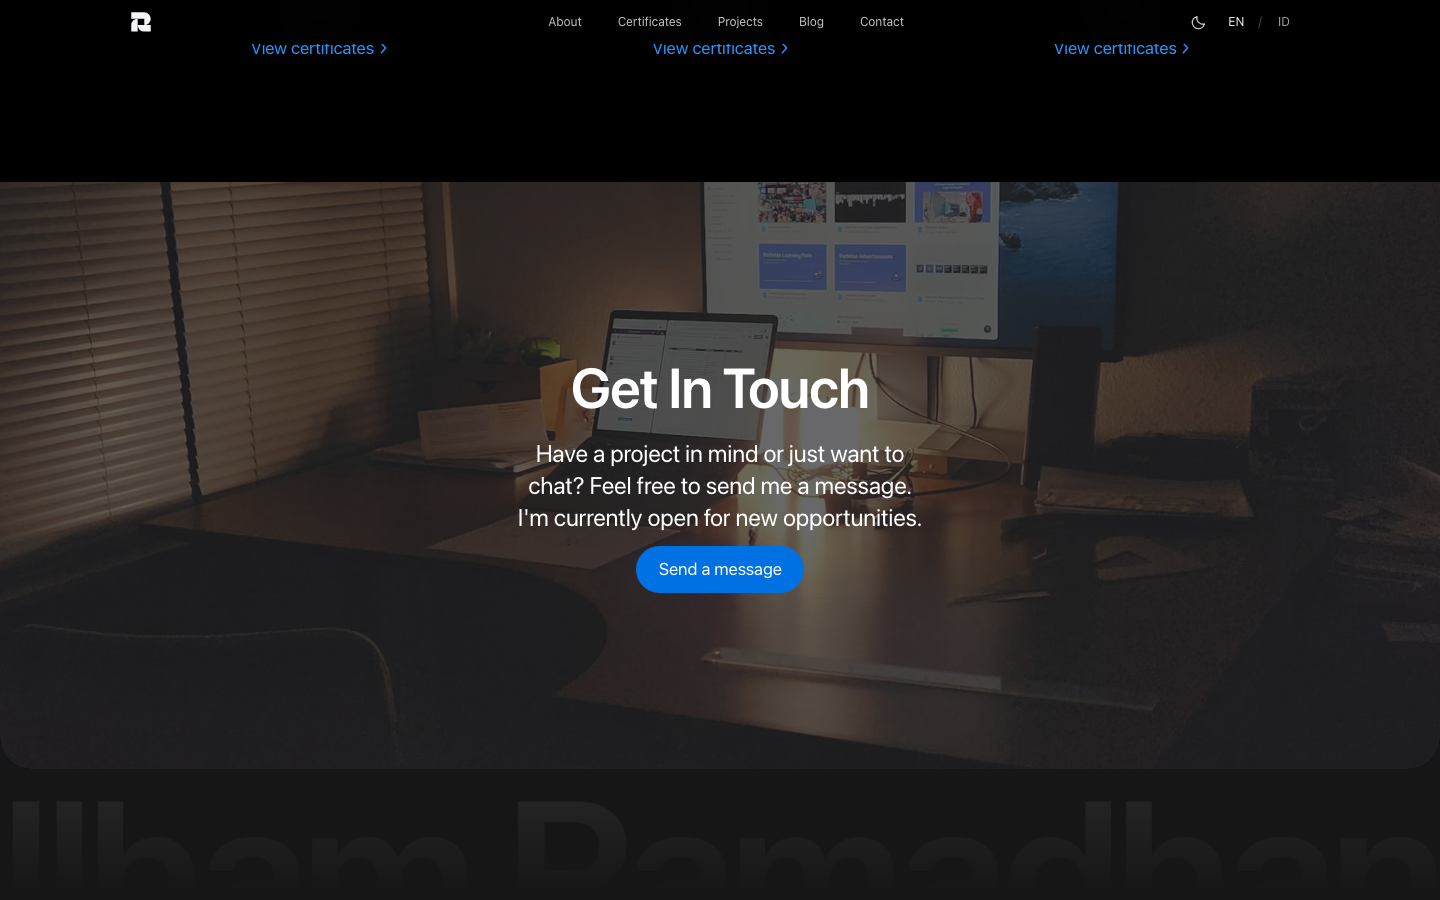 About
Certificates
Projects
Blog
Contact
EN / ID
View certificates
View certificates
View certificates
Get In Touch
Have a project in mind or just want to
chat? Feel free to send me a message.
I'm currently open for new opportunities.
Send a message
Ilham Ramadhan